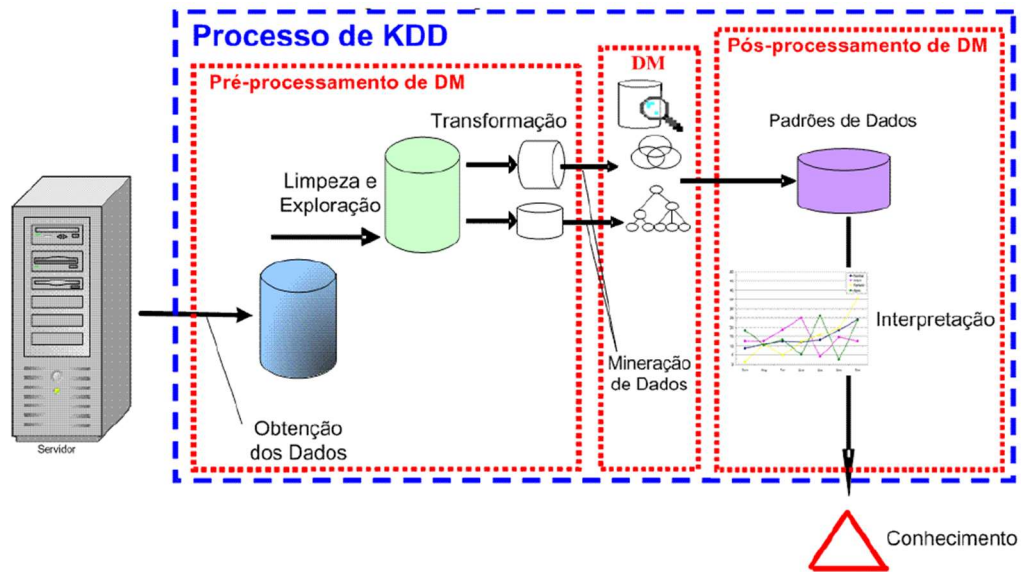 Processo de KDD
Pré-processamento de DM
DM
Pós-processamento de DM
Transformação
Padrões de Dados
Limpeza e
Exploração
Interpretação
Mineração
de Dados
Obtenção
dos Dados
Servidor
Conhecimento